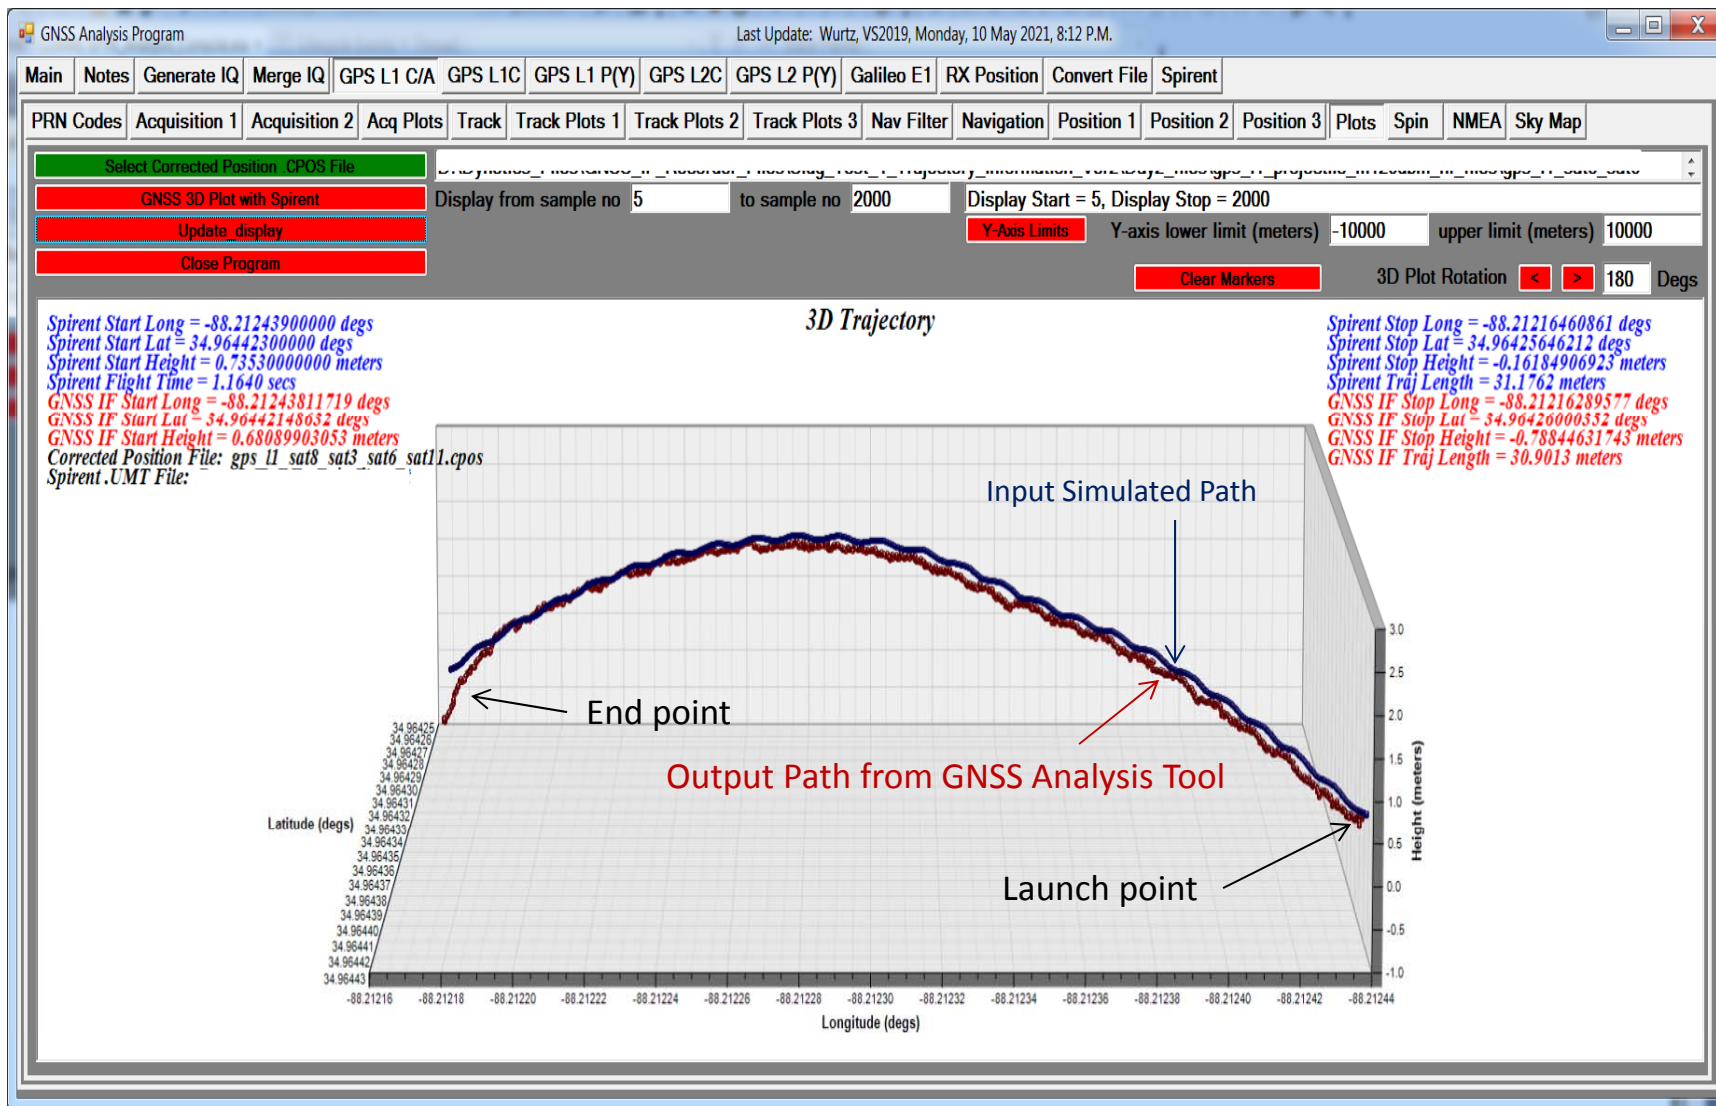 GNSS Analysis Program
Last Update: Wurtz, VS2019, Monday, 10 May 2021, 8:12 P.M.
Main Notes Generate IQ Merge IQ GPS L1 C/A GPS L1C GPS L1 P(Y) GPS L2C GPS L2 P(Y) Galileo E1 RX Position Convert File Spirent
PRN Codes Acquisition 1 Acquisition 2 Acq Plots Track Track Plots 1 Track Plots 2 Track Plots 3 Nav Filter Navigation Position 1 Position 2 Position 3 Plots Spin NMEA Sky Map
Select Corrected Position .CPOS File
GNSS 3D Plot with Spirent Display from sample no 5 to sample no 2000 Display Start = 5, Display Stop = 2000
Update_display Y-Axis Limits Y-axis lower limit (meters) -10000 upper limit (meters) 10000
Close Program
Clear Markers 3D Plot Rotation < > 180 Degs
3D Trajectory
Spirent Start Long = -88.21243900000 degs
Spirent Start Lat = 34.96442300000 degs
Spirent Start Height = 0.73530000000 meters
Spirent Flight Time = 1.1640 secs
GNSS IF Start Long = -88.21243811719 degs
GNSS IF Start Lat = 34.96442148632 degs
GNSS IF Start Height = 0.68089903053 meters
Corrected Position File: gps_l1_sat8_sat3_sat6_sat11.cpos
Spirent .UMT File:
Spirent Stop Long = -88.21216460861 degs
Spirent Stop Lat = 34.96425646212 degs
Spirent Stop Height = -0.16184906923 meters
Spirent Traj Length = 31.1762 meters
GNSS IF Stop Long = -88.21216289577 degs
GNSS IF Stop Lat = 34.96426000352 degs
GNSS IF Stop Height = -0.78844631743 meters
GNSS IF Traj Length = 30.9013 meters
Input Simulated Path
End point
Output Path from GNSS Analysis Tool
Launch point
34.96425
34.96426
34.96427
34.96428
34.96429
34.96430
34.96431
34.96432
34.96433
34.96434
34.96435
34.96436
34.96437
34.96438
34.96439
34.96440
34.96441
34.96442
34.96443
Latitude (degs)
3.0
2.5
2.0
1.5
1.0
0.5
0.0
-0.5
-1.0
Height (meters)
-88.21216 -88.21218 -88.21220 -88.21222 -88.21224 -88.21226 -88.21228 -88.21230 -88.21232 -88.21234 -88.21236 -88.21238 -88.21240 -88.21242 -88.21244
Longitude (degs)